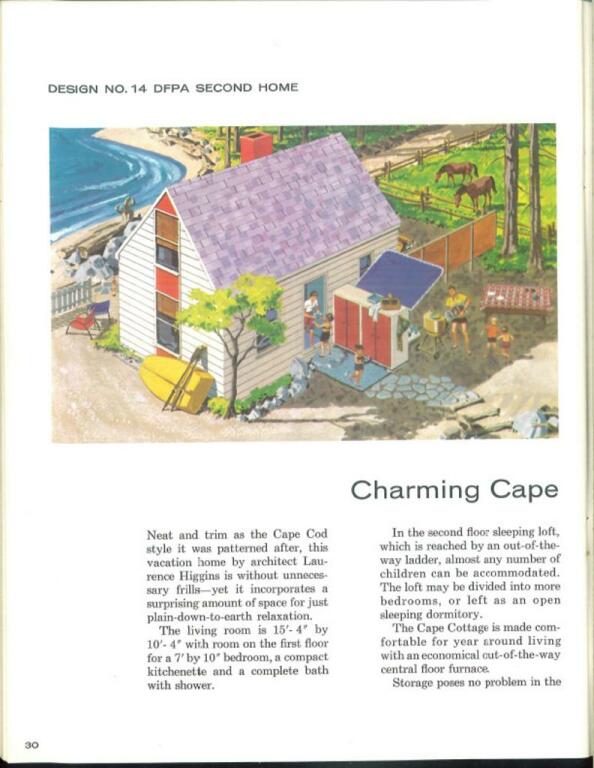 DESIGN NO. 14 DFPA SECOND HOME
Charming Cape
Neat and trim as the Cape Cod
style it was patterned after, this
vacation home by architect Lau-
rence Higgins is without unneces-
sary frills—yet it incorporates a
surprising amount of space for just
plain-down-to-earth relaxation.
The living room is 15'- 4" by
10'- 4" with room on the first floor
for a 7' by 10" bedroom, a compact
kitchenette and a complete bath
with shower.
In the second floor sleeping loft,
which is reached by an out-of-the-
way ladder, almost any number of
children can be accommodated.
The loft may be divided into more
bedrooms, or left as an open
sleeping dormitory.
The Cape Cottage is made com-
fortable for year around living
with an economical out-of-the-way
central floor furnace.
Storage poses no problem in the
30